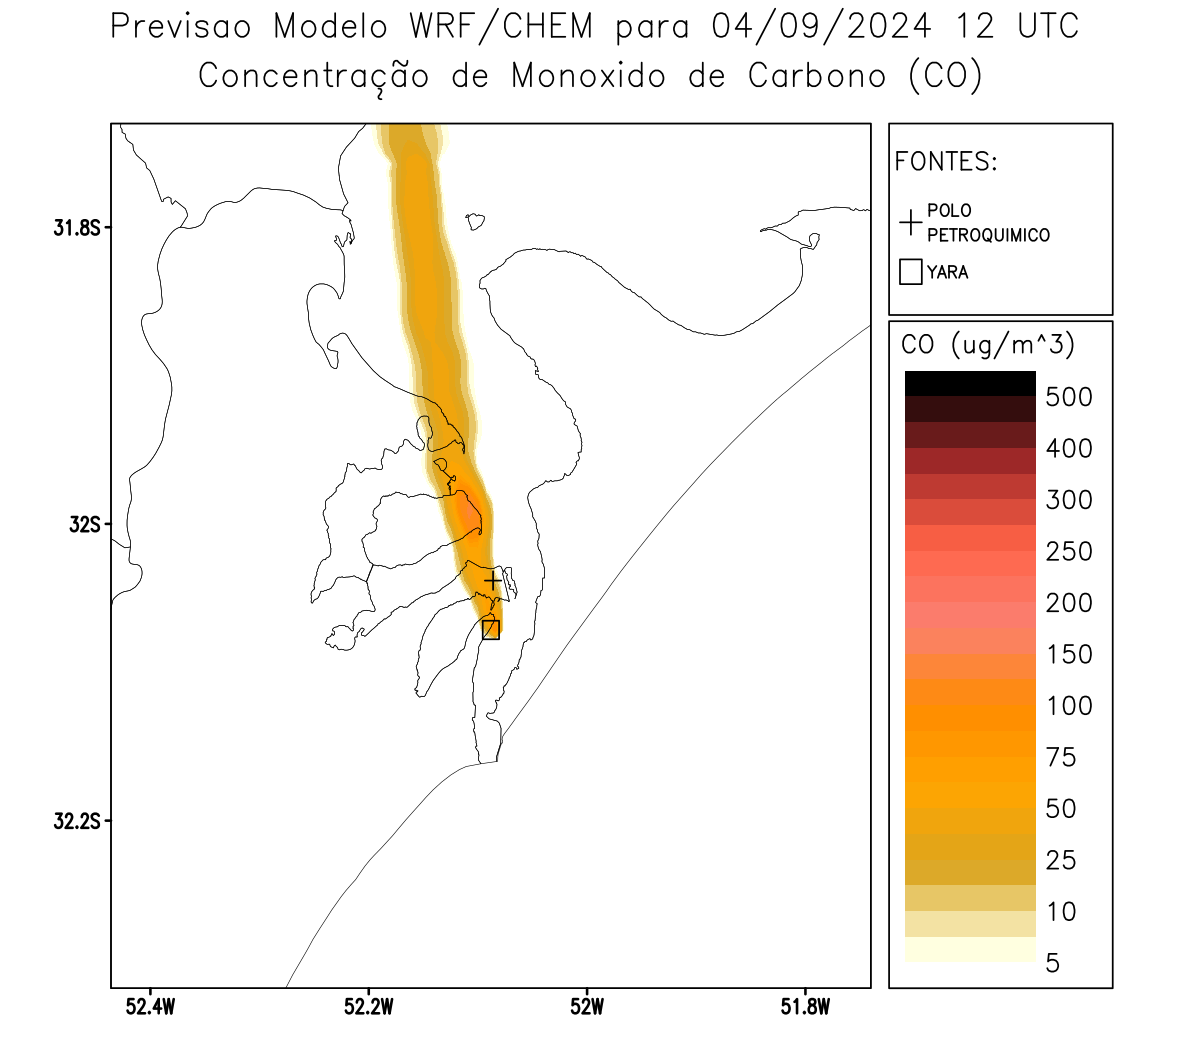 Previsao Modelo WRF/CHEM para 04/09/2024 12 UTC
Concentração de Monoxido de Carbono (CO)
FONTES:
POLO
PETROQUIMICO
YARA
CO (ug/m^3)
500
400
300
250
200
150
100
75
50
25
10
5
31.8S
32S
32.2S
52.4W
52.2W
52W
51.8W